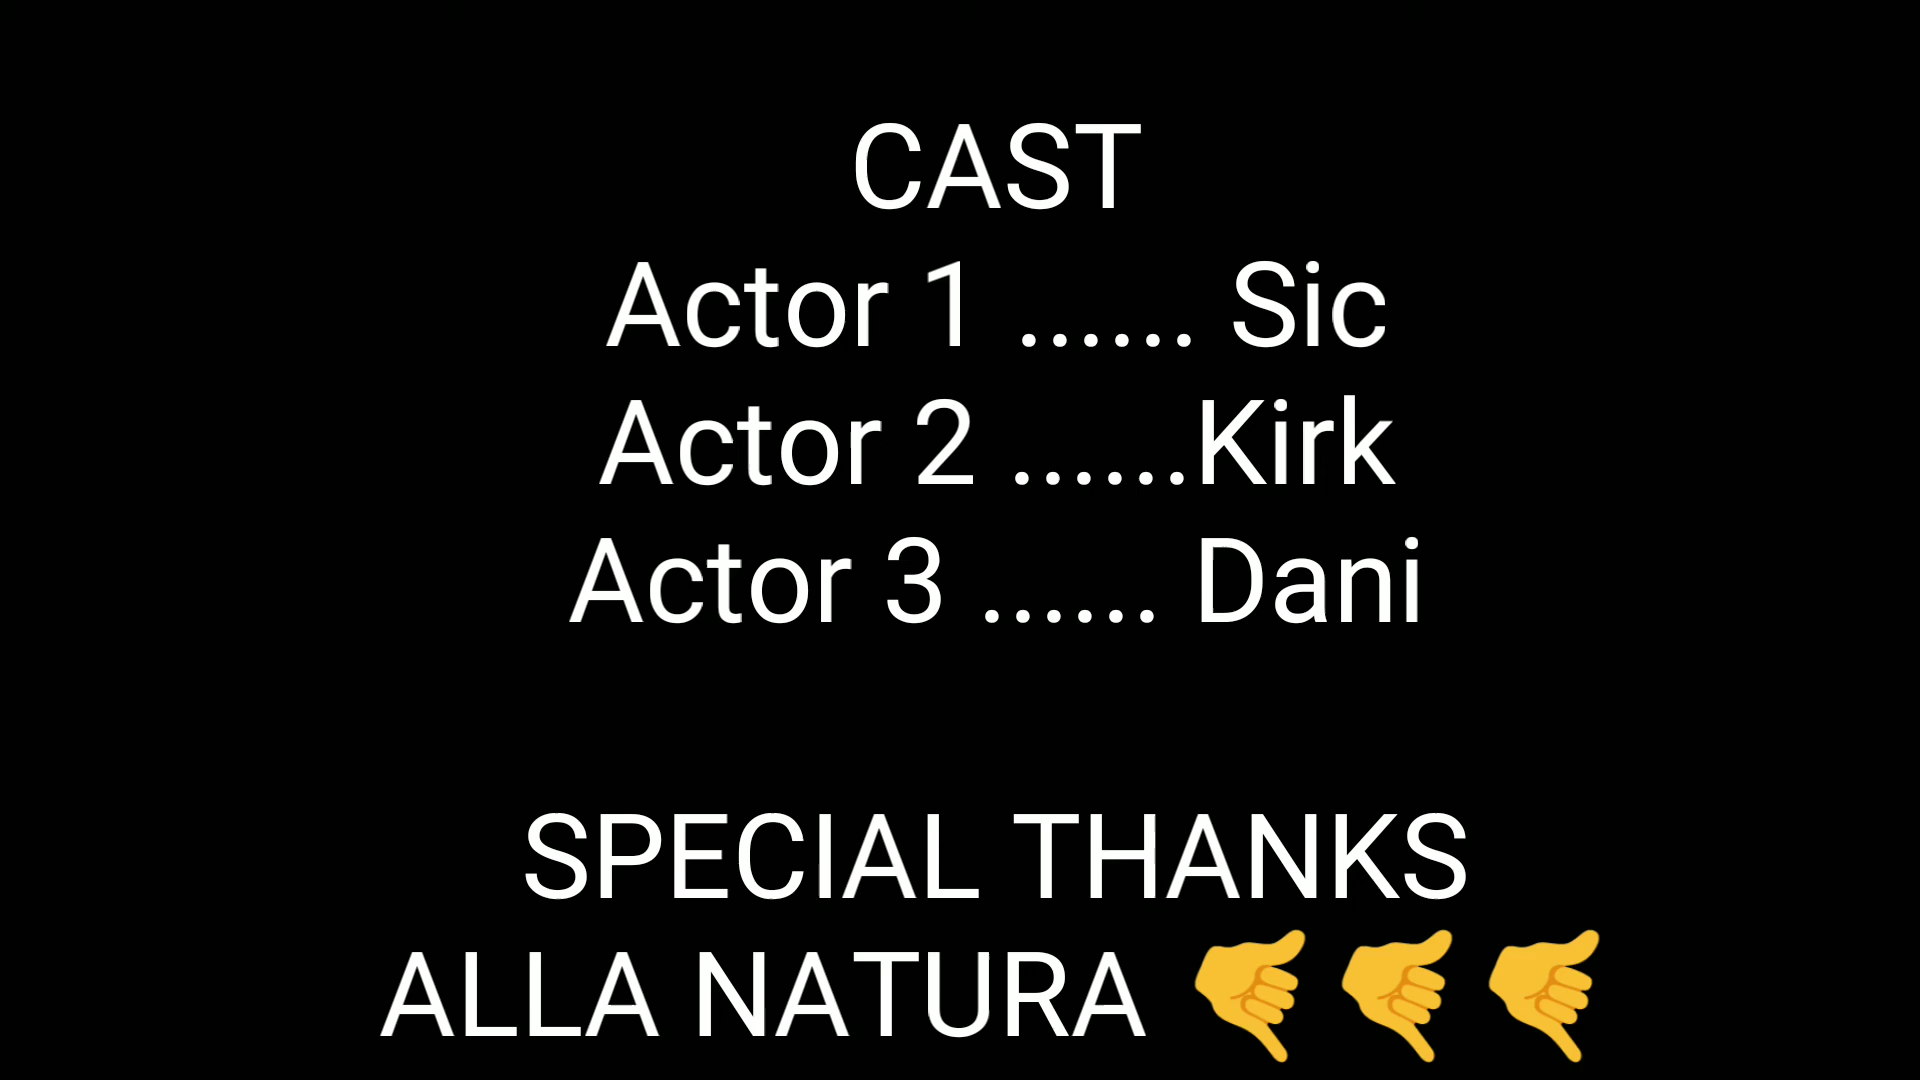 CAST
Actor 1 ...... Sic
Actor 2 ......Kirk
Actor 3 ...... Dani
SPECIAL THANKS
ALLA NATURA 🤙🤙🤙